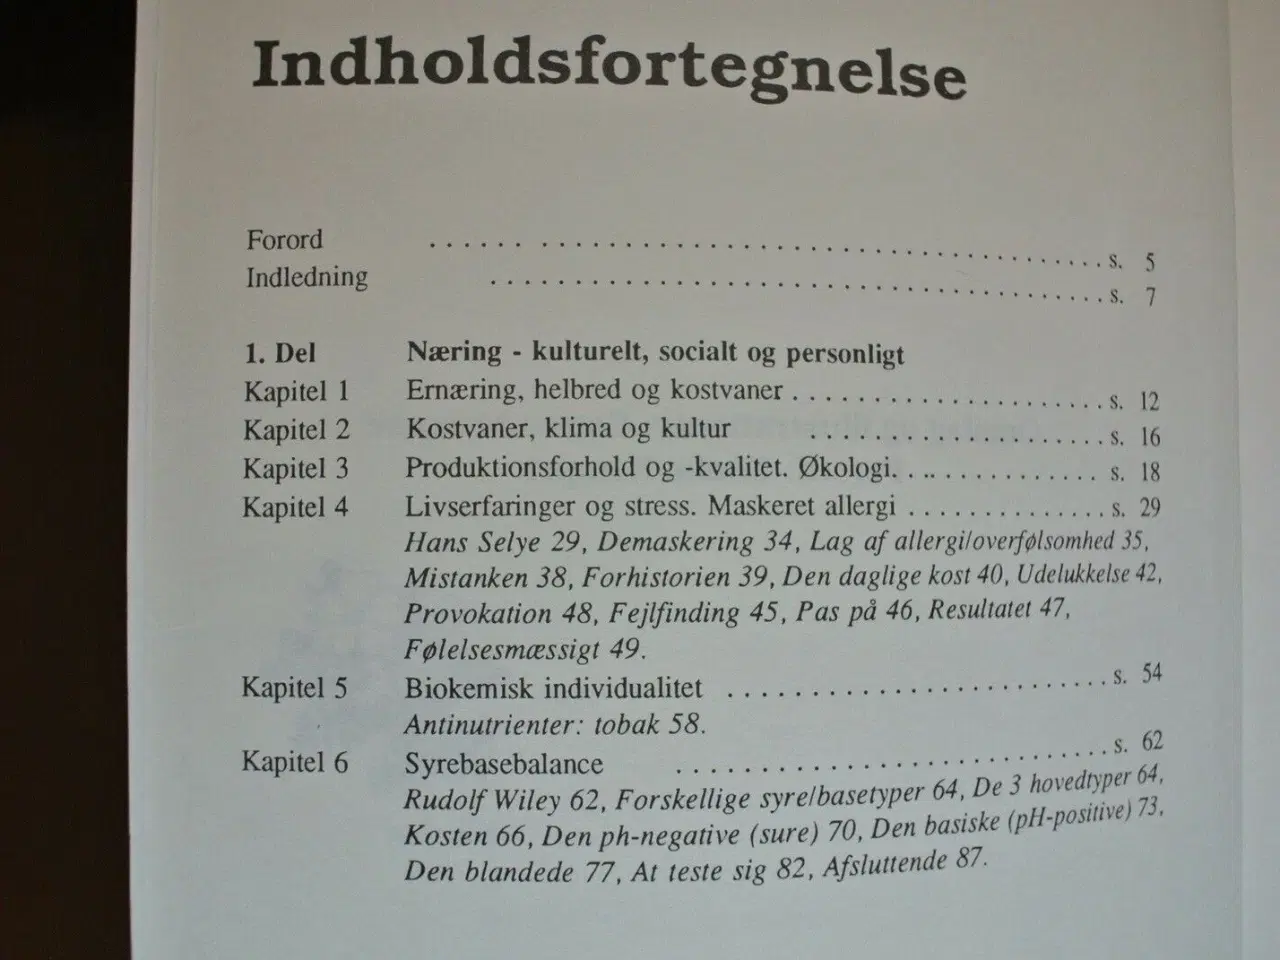 Indholdsfortegnelse
Forord . . . . . . . . . . . . . . . . . . . . . . . . . . . . . . s. 5
Indledning . . . . . . . . . . . . . . . . . . . . . . . . . . . . s. 7
1. Del Næring - kulturelt, socialt og personligt
Kapitel 1 Ernæring, helbred og kostvaner . . . . . . . . . . . . . . . . . . . s. 12
Kapitel 2 Kostvaner, klima og kultur . . . . . . . . . . . . . . . . . . s. 16
Kapitel 3 Produktionsforhold og -kvalitet. Økologi. . . . . . . . . . . . . s. 18
Kapitel 4 Livserfaringer og stress. Maskeret allergi . . . . . . . . . . . . . . s. 29
Hans Selye 29, Demaskering 34, Lag af allergi/overfølsomhed 35,
Mistanken 38, Forhistorien 39, Den daglige kost 40, Udelukkelse 42,
Provokation 48, Fejlfinding 45, Pas på 46, Resultatet 47,
Følelsesmæssigt 49.
Kapitel 5 Biokemisk individualitet . . . . . . . . . . . . . . . . . . . . . . . s. 54
Antinutrienter: tobak 58.
Kapitel 6 Syrebasebalance . . . . . . . . . . . . . . . . . . . . . . . . . . s. 62
Rudolf Wiley 62, Forskellige syre/basetyper 64, De 3 hovedtyper 64,
Kosten 66, Den ph-negative (sure) 70, Den basiske (pH-positive) 73,
Den blandede 77, At teste sig 82, Afsluttende 87.